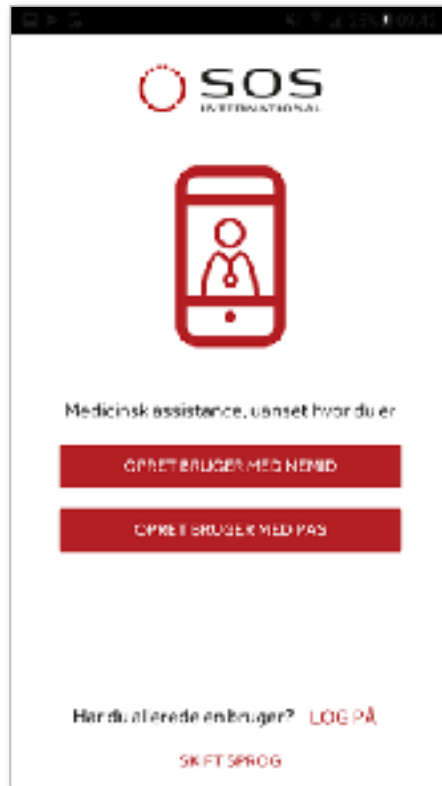 SOS
INTERNATIONAL
Medicinsk assistance, uanset hvor du er
OPRET BRUGER MED NEMID
OPRET BRUGER MED PAS
Har du allerede en bruger? LOG PÅ
SKIFT SPROG